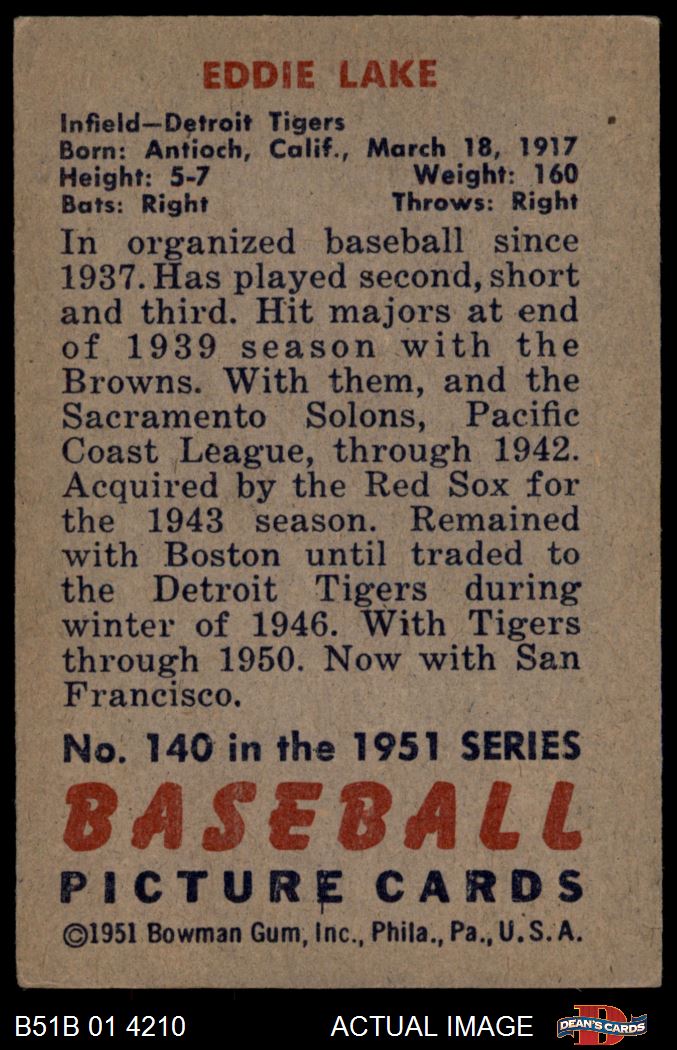 EDDIE LAKE
Infield—Detroit Tigers
Born: Antioch, Calif., March 18, 1917
Height: 5-7 Weight: 160
Bats: Right Throws: Right
In organized baseball since
1937. Has played second, short
and third. Hit majors at end
of 1939 season with the
Browns. With them, and the
Sacramento Solons, Pacific
Coast League, through 1942.
Acquired by the Red Sox for
the 1943 season. Remained
with Boston until traded to
the Detroit Tigers during
winter of 1946. With Tigers
through 1950. Now with San
Francisco.
No. 140 in the 1951 SERIES
BASEBALL
PICTURE CARDS
©1951 Bowman Gum, Inc., Phila., Pa., U.S.A.
B51B 01 4210 ACTUAL IMAGE DEAN'S CARDS